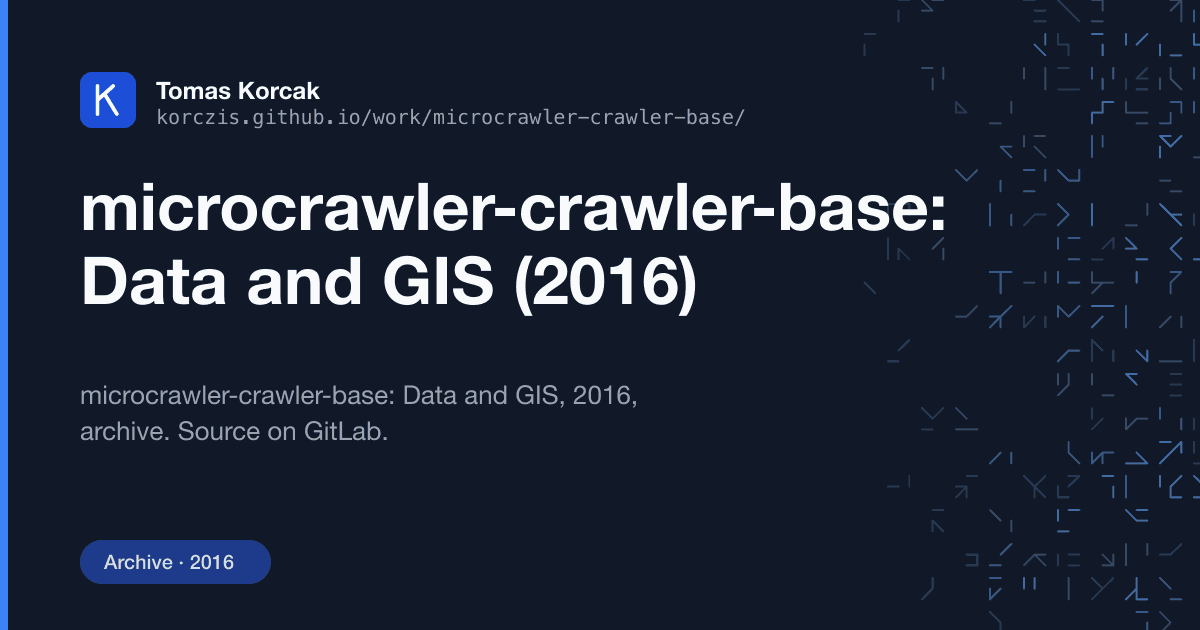 K
Tomas Korcak
korczis.github.io/work/microcrawler-crawler-base/
microcrawler-crawler-base:
Data and GIS (2016)
microcrawler-crawler-base: Data and GIS, 2016,
archive. Source on GitLab.
Archive · 2016